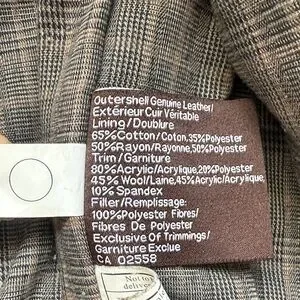 Outershell Genuine Leather/
Extérieur Cuir Véritable
Lining/Doublure
65%Cotton/Coton,35%Polyester
50%Rayon/Rayonne,50%Polyester
Trim/Garniture
80%Acrylic/Acrylique,20%Polyester
45%Wool/Laine,45%Acrylic/Acrylique,
10%Spandex
Filler/Remplissage:
100%Polyester Fibres/
Fibres De Polyester
Exclusive Of Trimmings/
Garniture Exclue
CA 02558
Not to